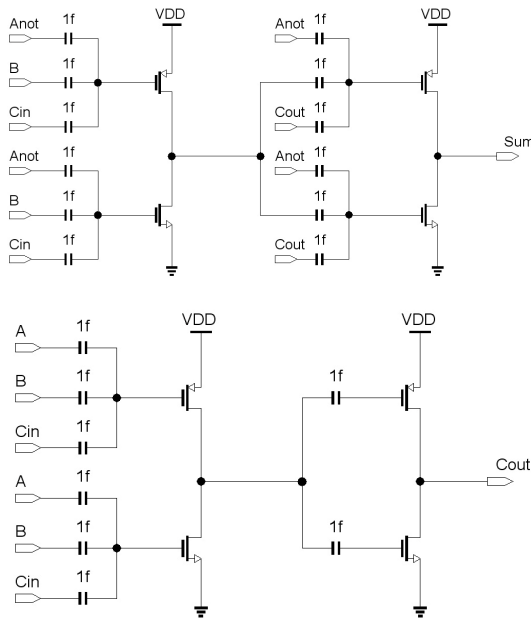 Anot 1f VDD Anot 1f VDD
B 1f 1f
Cin 1f Cout 1f
Anot 1f Anot 1f Sum
B 1f 1f
Cin 1f Cout 1f
A 1f VDD VDD
B 1f 1f
Cin 1f
A 1f Cout
B 1f 1f
Cin 1f